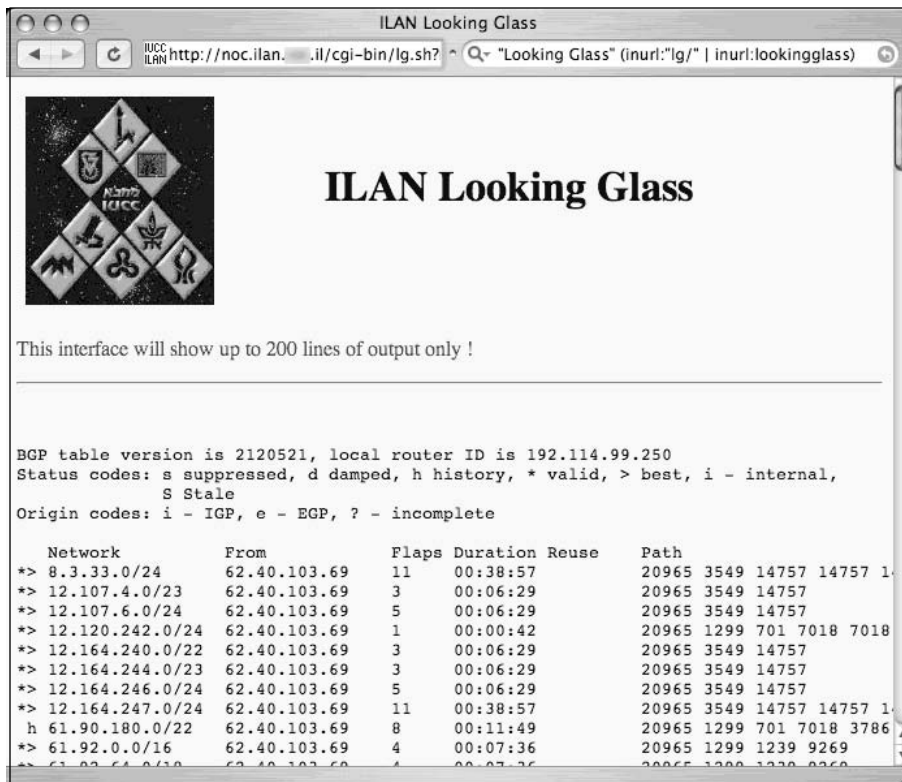 ILAN Looking Glass
IUCC
ILAN
http://noc.ilan. .il/cgi-bin/lg.sh?
"Looking Glass" (inurl:"lg/" | inurl:lookingglass)
מחבא
IUCC
ILAN Looking Glass
This interface will show up to 200 lines of output only !
BGP table version is 2120521, local router ID is 192.114.99.250
Status codes: s suppressed, d damped, h history, * valid, > best, i - internal,
S Stale
Origin codes: i - IGP, e - EGP, ? - incomplete
Network From Flaps Duration Reuse Path
*> 8.3.33.0/24 62.40.103.69 11 00:38:57 20965 3549 14757 14757 1
*> 12.107.4.0/23 62.40.103.69 3 00:06:29 20965 3549 14757
*> 12.107.6.0/24 62.40.103.69 5 00:06:29 20965 3549 14757
*> 12.120.242.0/24 62.40.103.69 1 00:00:42 20965 1299 701 7018 7018
*> 12.164.240.0/22 62.40.103.69 3 00:06:29 20965 3549 14757
*> 12.164.244.0/23 62.40.103.69 3 00:06:29 20965 3549 14757
*> 12.164.246.0/24 62.40.103.69 5 00:06:29 20965 3549 14757
*> 12.164.247.0/24 62.40.103.69 11 00:38:57 20965 3549 14757 14757 1
h 61.90.180.0/22 62.40.103.69 8 00:11:49 20965 1299 701 7018 3786
*> 61.92.0.0/16 62.40.103.69 4 00:07:36 20965 1299 1239 9269